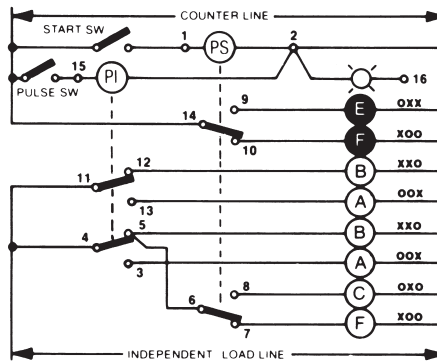 COUNTER LINE
START SW
1
PS
2
PULSE SW
15
PI
16
9
E
OXX
14
10
F
XOO
12
B
XXO
11
13
A
OOX
5
B
XXO
4
3
A
OOX
8
C
OXO
6
7
F
XOO
INDEPENDENT LOAD LINE